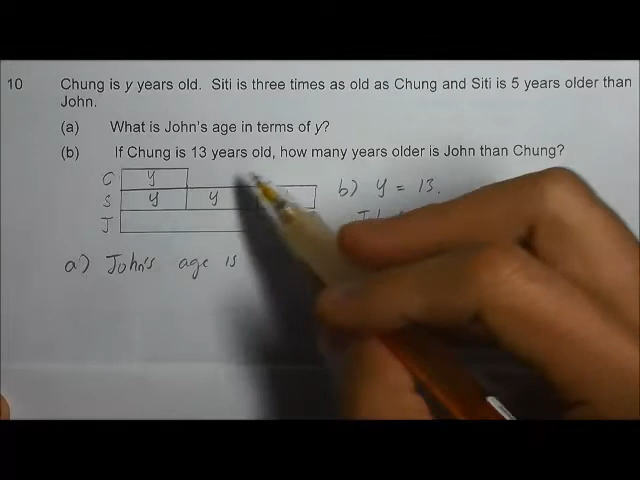 10 Chung is y years old. Siti is three times as old as Chung and Siti is 5 years older than
John.
(a) What is John's age in terms of y?
(b) If Chung is 13 years old, how many years older is John than Chung?
C y
S y y
J
b) y = 13.
a) John's age is